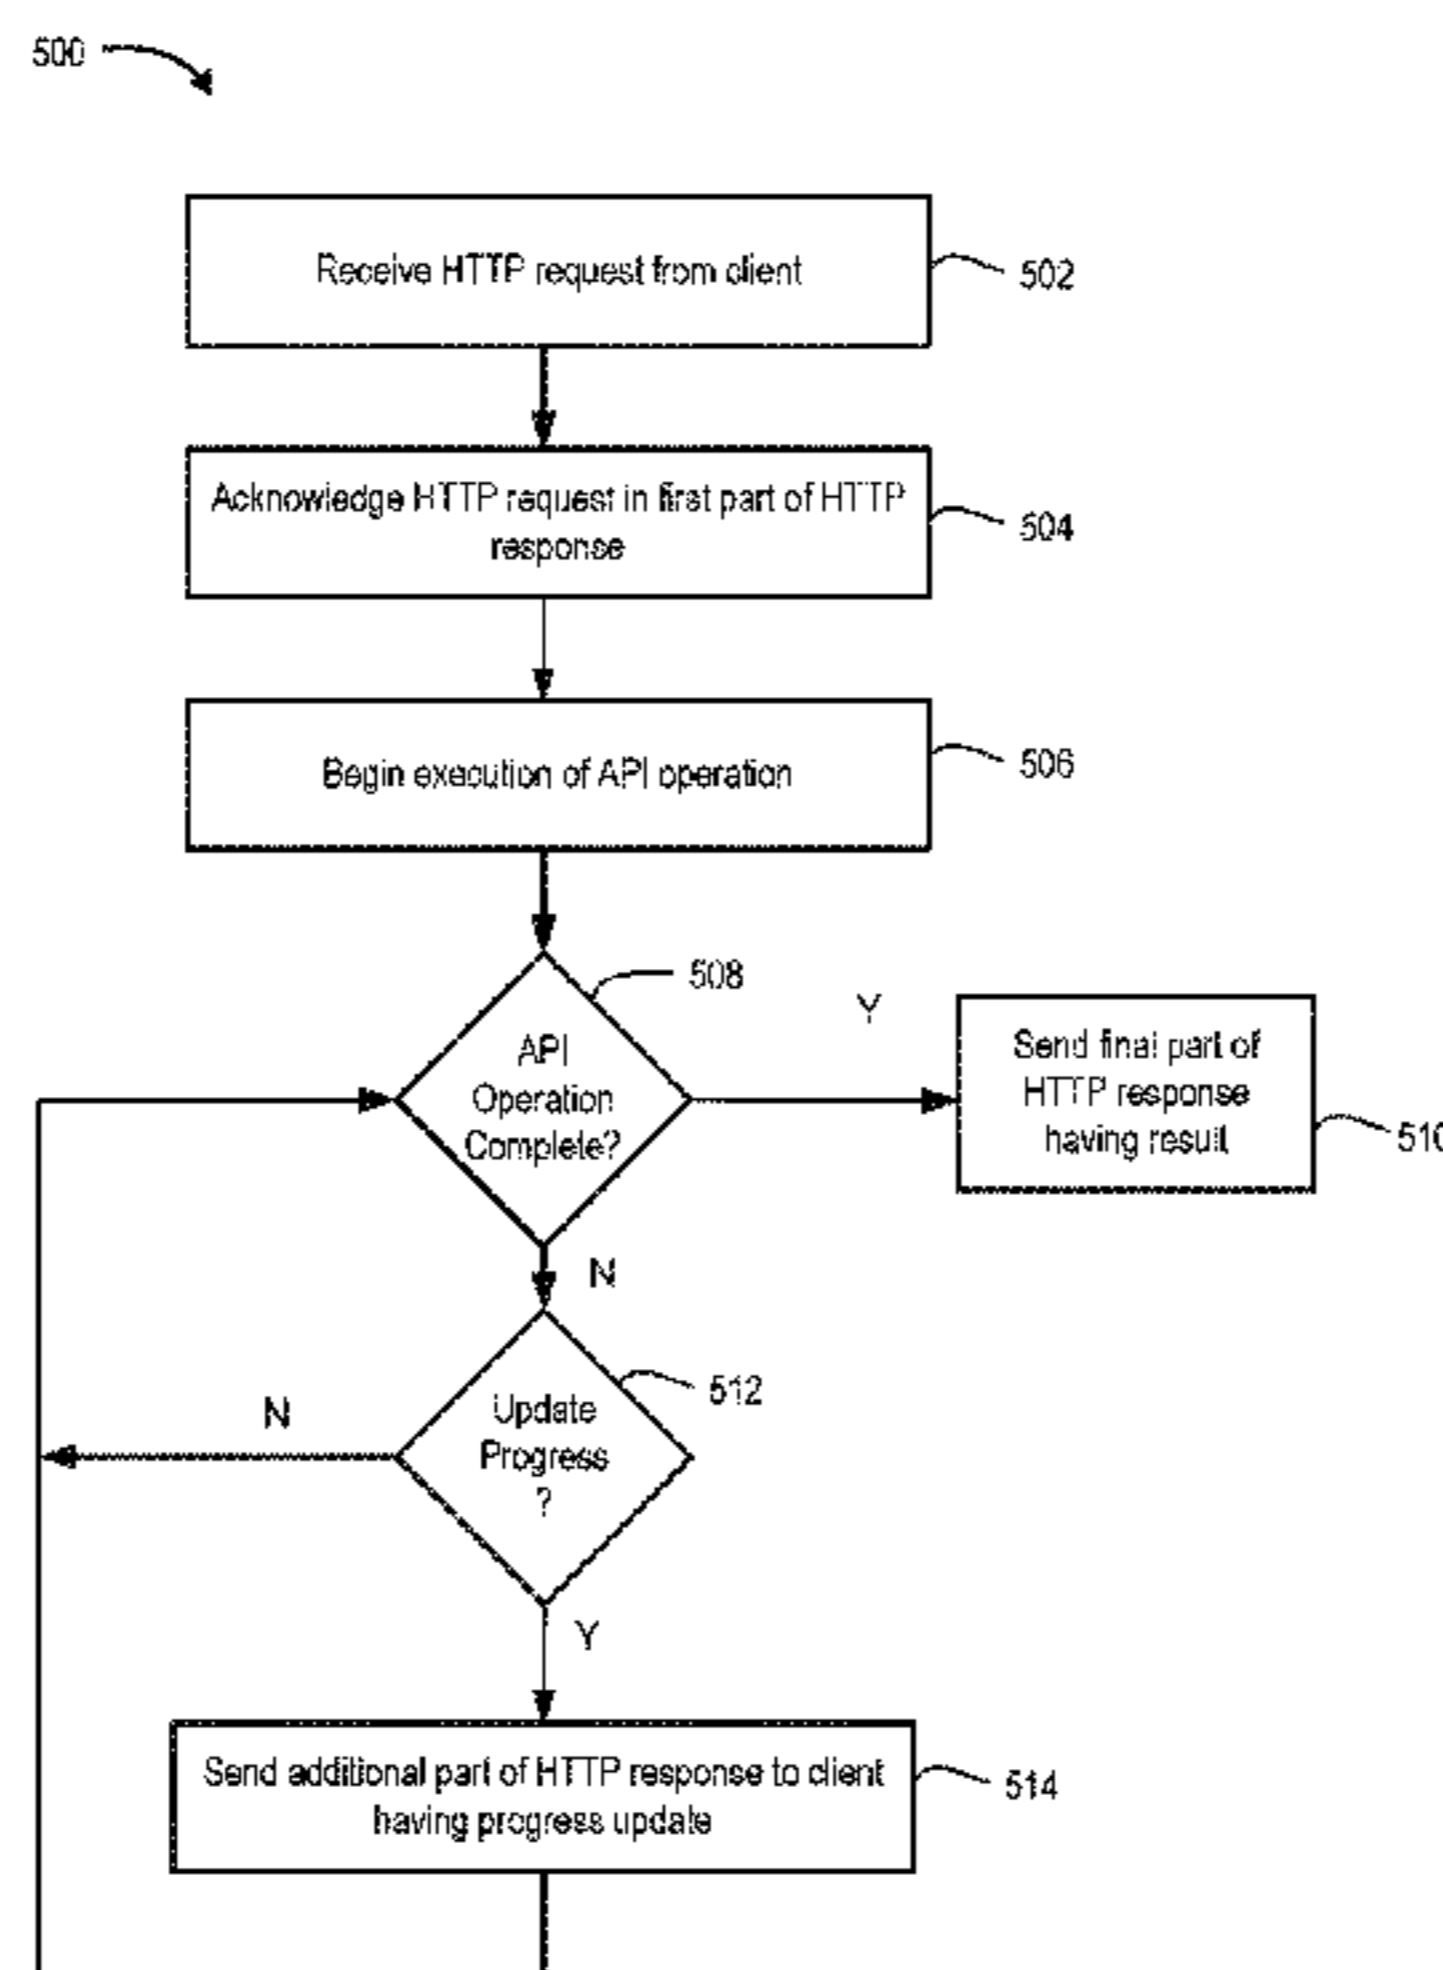 500
Receive HTTP request from client
502
Acknowledge HTTP request in first part of HTTP
response
504
Begin execution of API operation
506
508
API
Operation
Complete?
Y
Send final part of
HTTP response
having result
510
N
512
Update
Progress
?
N
Y
Send additional part of HTTP response to client
having progress update
514